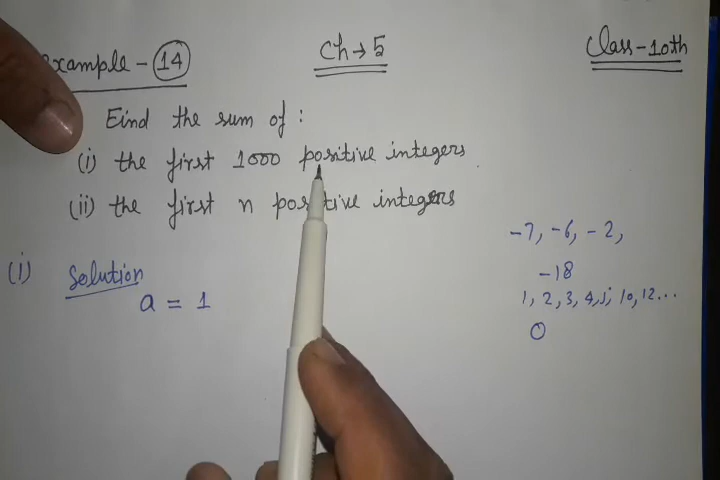 Example - 14
Ch → 5
Class - 10th
Find the sum of :
(i) the first 1000 positive integers
(ii) the first n positive integers
(i) Solution
a = 1
-7, -6, -2,
-18
1, 2, 3, 4, 5, 10, 12...
0